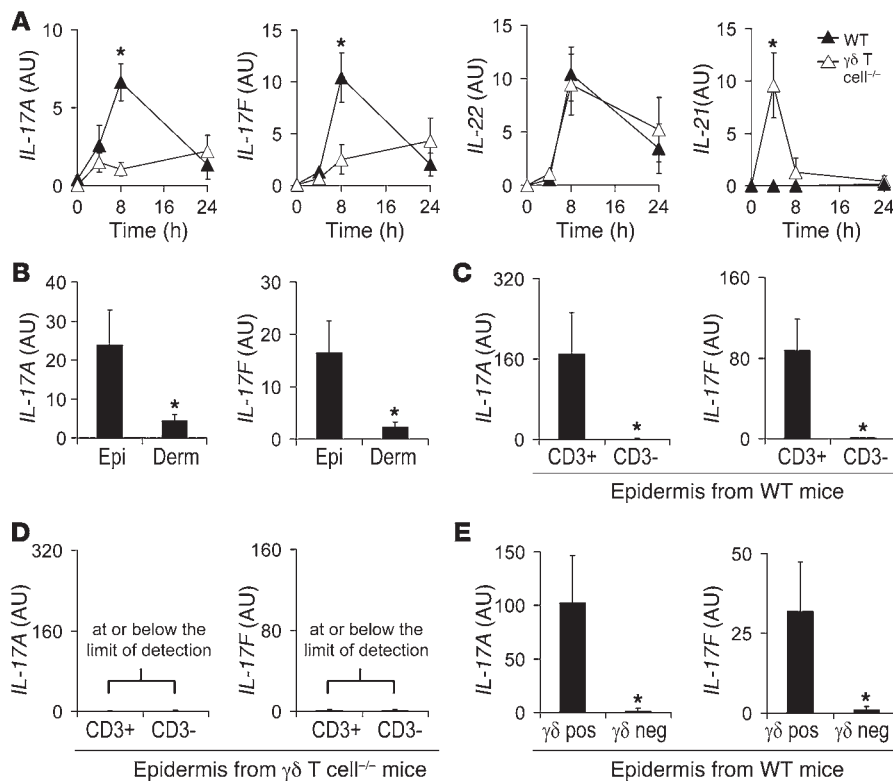 A
IL-17A (AU)
10
5
0
0 8 16 24
Time (h)
*
IL-17F (AU)
15
10
5
0
0 8 16 24
Time (h)
*
IL-22 (AU)
15
10
5
0
0 8 16 24
Time (h)
IL-21(AU)
15
10
5
0
0 8 16 24
Time (h)
*
WT
γδ T
cell−/−
B
IL-17A (AU)
40
30
20
10
0
*
Epi Derm
IL-17F (AU)
30
20
10
0
*
Epi Derm
C
IL-17A (AU)
320
160
0
*
CD3+ CD3-
IL-17F (AU)
160
80
0
*
CD3+ CD3-
Epidermis from WT mice
D
IL-17A (AU)
320
160
0
at or below the
limit of detection
CD3+ CD3-
IL-17F (AU)
160
80
0
at or below the
limit of detection
CD3+ CD3-
Epidermis from γδ T cell−/− mice
E
IL-17A (AU)
150
100
50
0
*
γδ pos γδ neg
IL-17F (AU)
50
25
0
*
γδ pos γδ neg
Epidermis from WT mice